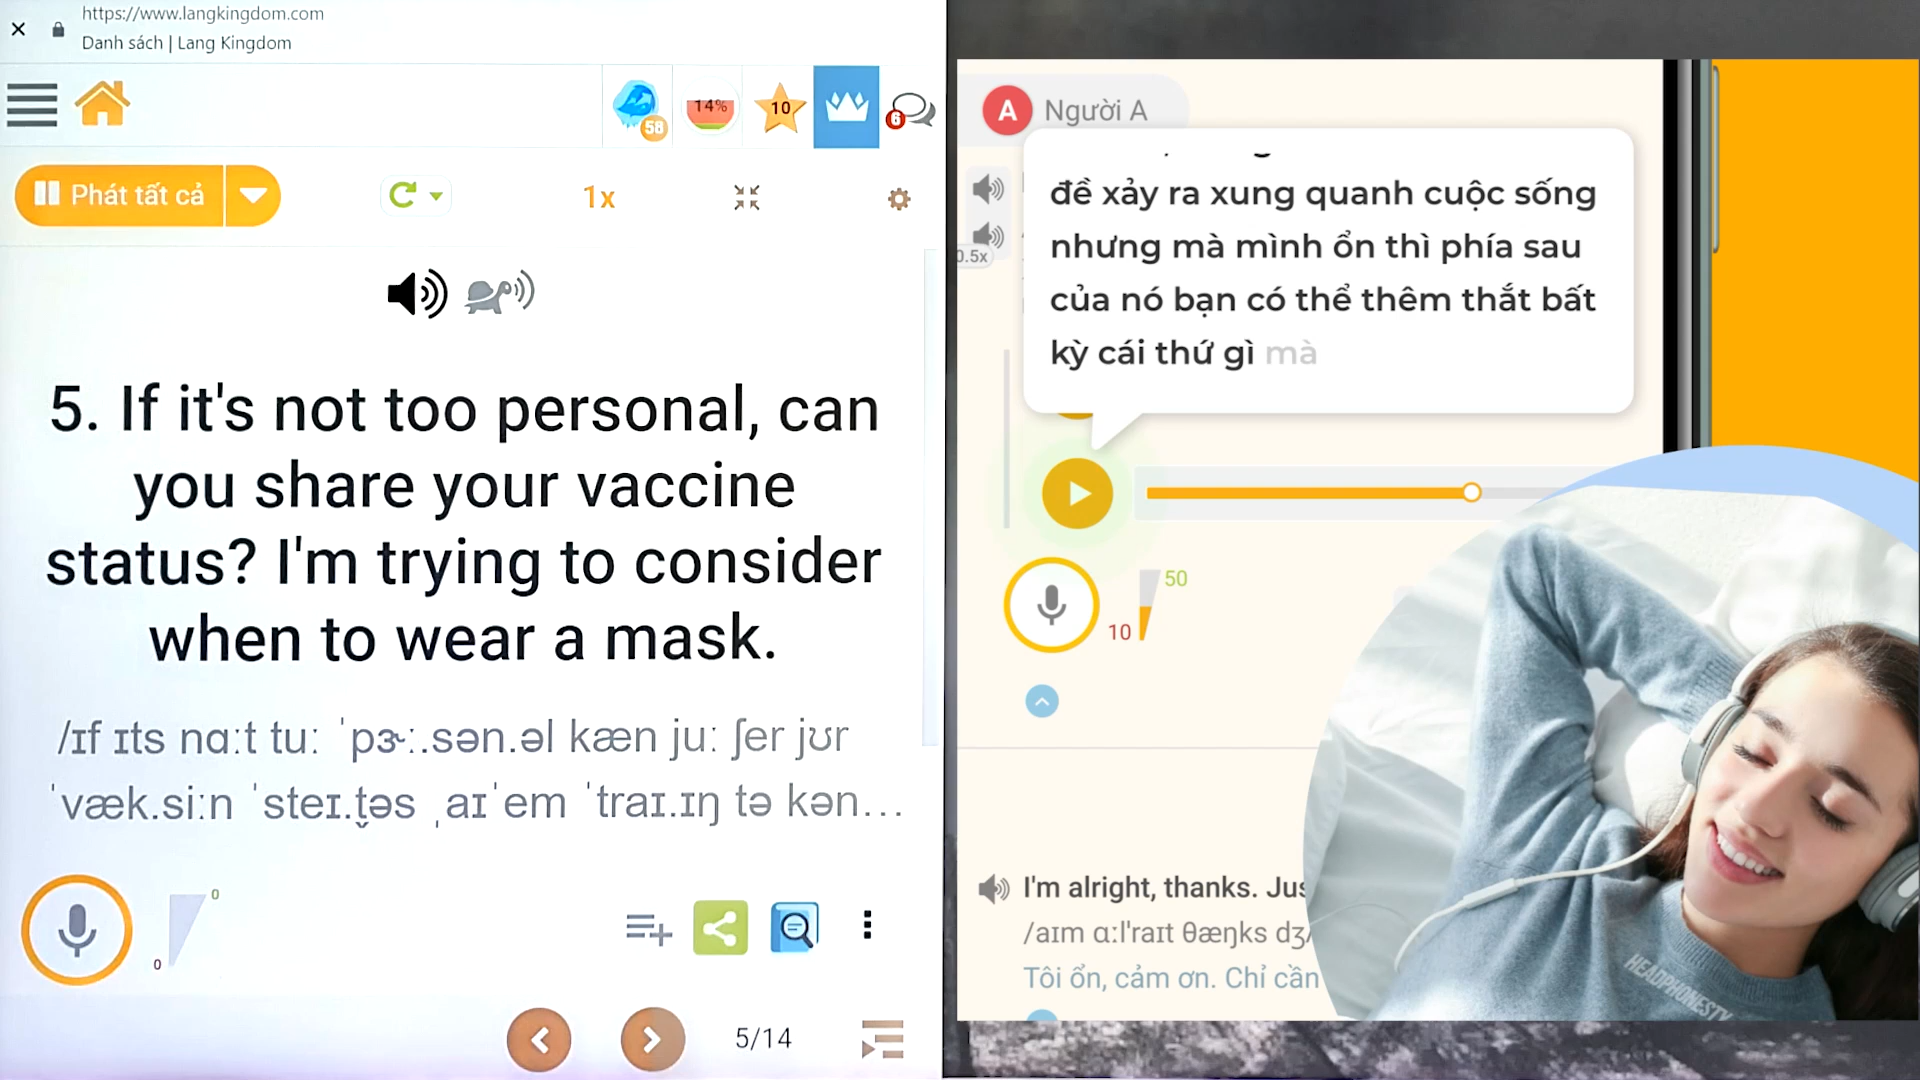 https://www.langkingdom.com
Danh sách | Lang Kingdom
58
14%
10
6
Phát tất cả
1x
5. If it's not too personal, can
you share your vaccine
status? I'm trying to consider
when to wear a mask.
/ɪf ɪts nɑːt tuː ˈpɝː.sən.əl kæn juː ʃer jʊr
ˈvæk.siːn ˈsteɪ.t̬əs ˌaɪˈem ˈtraɪ.ɪŋ tə kən…
0
0
5/14
A
Người A
0.5x
đề xảy ra xung quanh cuộc sống
nhưng mà mình ổn thì phía sau
của nó bạn có thể thêm thắt bất
kỳ cái thứ gì mà
50
10
I'm alright, thanks. Jus
/aɪm ɑːl'raɪt θæŋks dʒ
Tôi ổn, cảm ơn. Chỉ cần
HEADPHONESTY